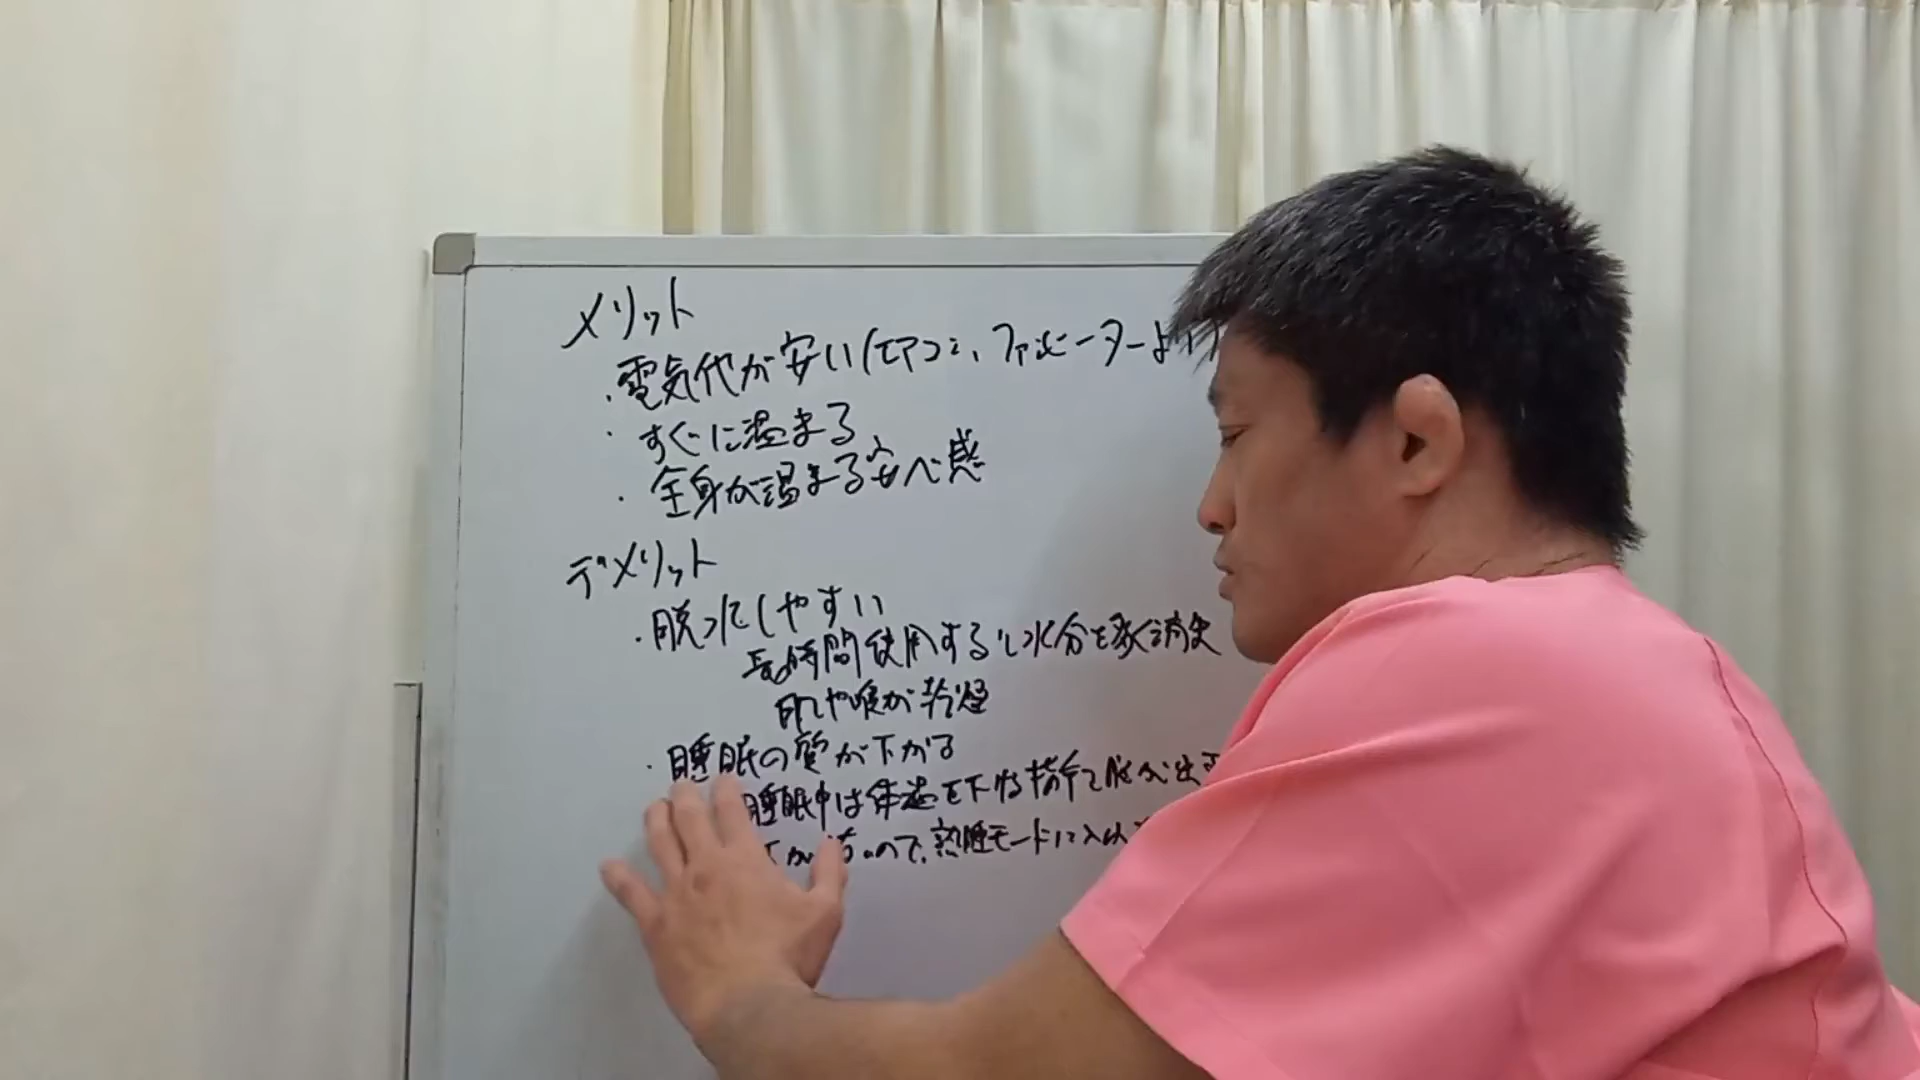 メリット
・電気代が安い(エアコン、ファンヒーターより
・すぐに温まる
・全身が温まる安心感
デメリット
・脱水しやすい
長時間使用すると水分を多く消失
肌や喉が乾燥
・睡眠の質が下がる
睡眠中は体温を下げる指令を脳が出す
ので、熟睡モードに入れ